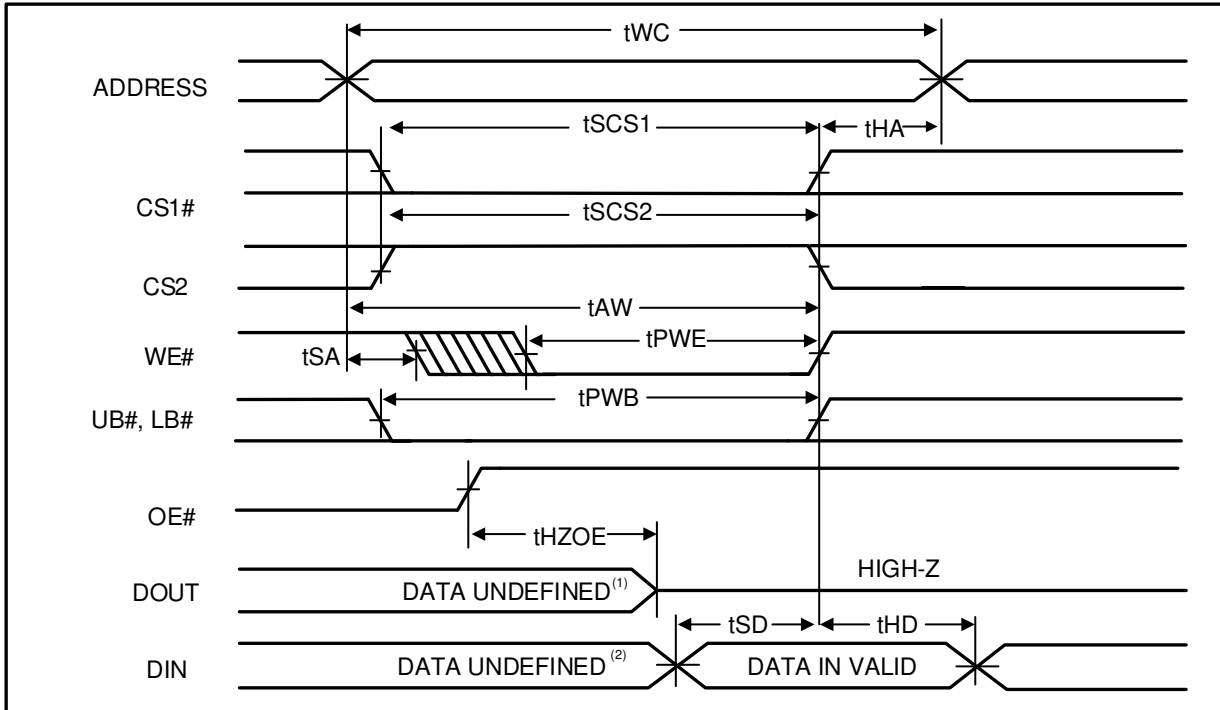 tWC
ADDRESS
tSCS1
tHA
CS1#
tSCS2
CS2
tAW
WE#
tSA
tPWE
tPWB
UB#, LB#
OE#
tHZOE
DOUT
DATA UNDEFINED(1)
HIGH-Z
tSD
tHD
DIN
DATA UNDEFINED (2)
DATA IN VALID